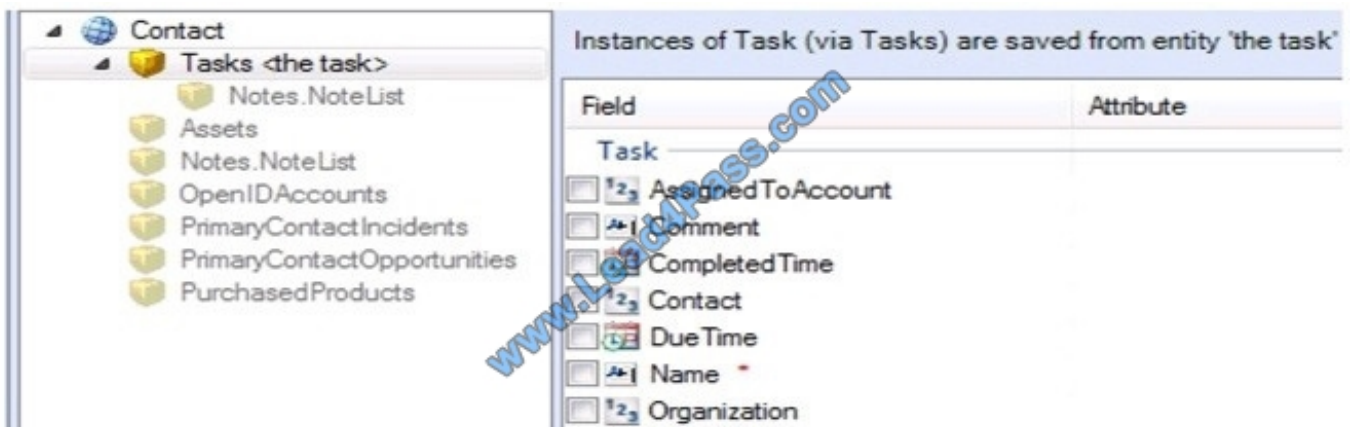 Contact
Tasks <the task>
Notes.NoteList
Assets
Notes.NoteList
OpenIDAccounts
PrimaryContactIncidents
PrimaryContactOpportunities
PurchasedProducts
Instances of Task (via Tasks) are saved from entity 'the task'
Field Attribute
Task
AssignedToAccount
Comment
CompletedTime
Contact
DueTime
Name *
Organization
www.Lead4Pass.com